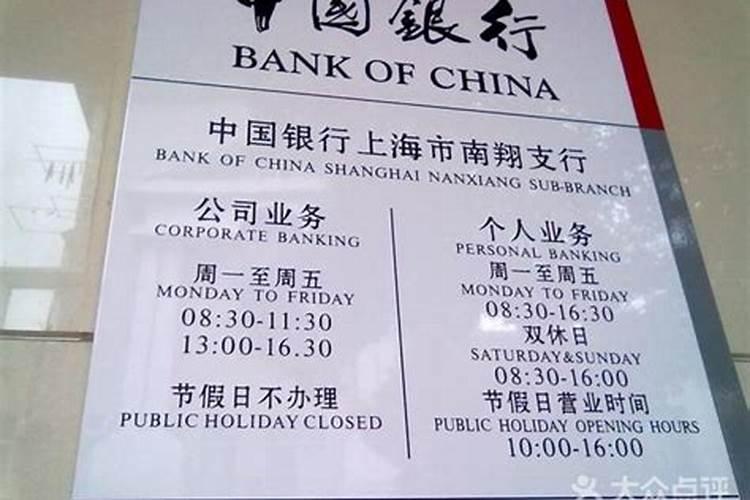 中国銀行
BANK OF CHINA
中国银行上海市南翔支行
BANK OF CHINA SHANGHAI NANXIANG SUB-BRANCH
公司业务
CORPORATE BANKING
周一至周五
MONDAY TO FRIDAY
08:30-11:30
13:00-16.30
节假日不办理
PUBLIC HOLIDAY CLOSED
个人业务
PERSONAL BANKING
周一至周五
MONDAY TO FRIDAY
08:30-16:30
双休日
SATURDAY&SUNDAY
08:30-16:00
节假日营业时间
PUBLIC HOLIDAY OPENING HOURS
10:00-16:00
大众点评